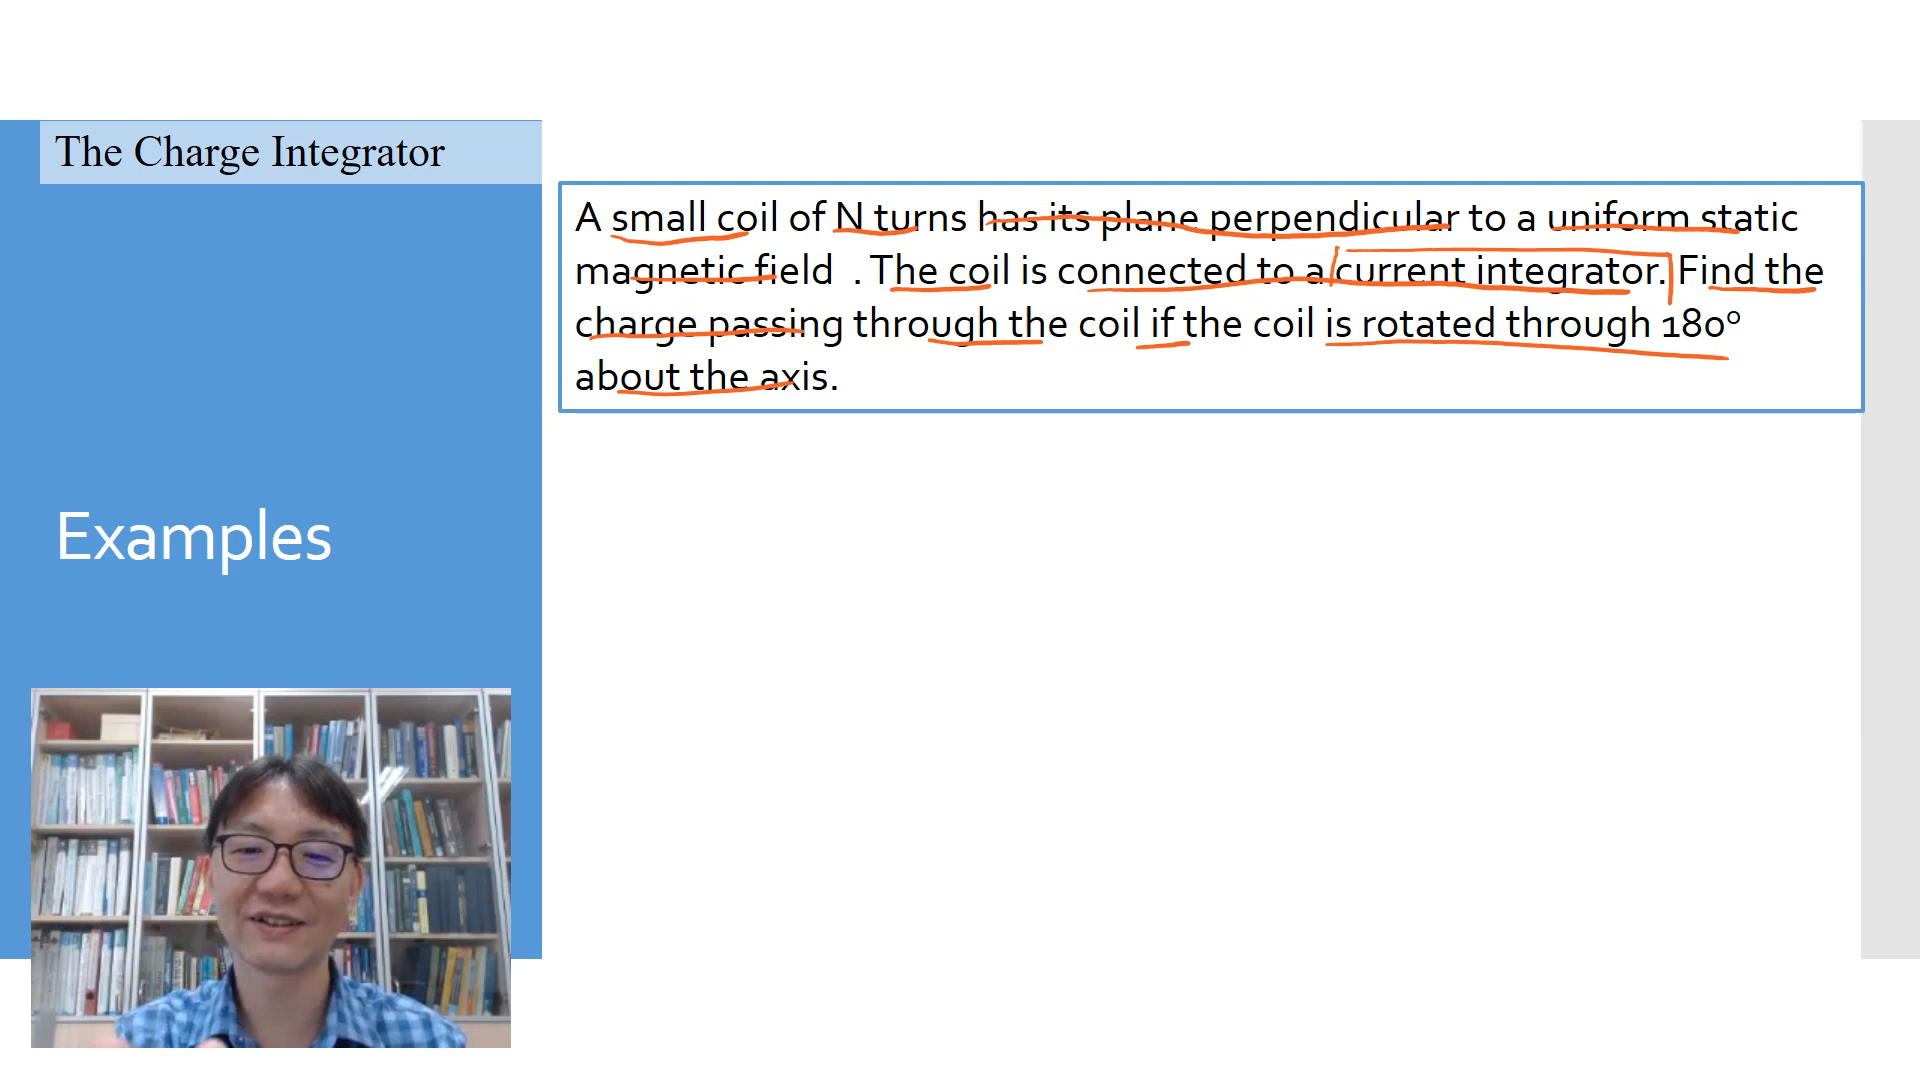 The Charge Integrator
A small coil of N turns has its plane perpendicular to a uniform static
magnetic field . The coil is connected to a current integrator. Find the
charge passing through the coil if the coil is rotated through 180⁰
about the axis.
Examples